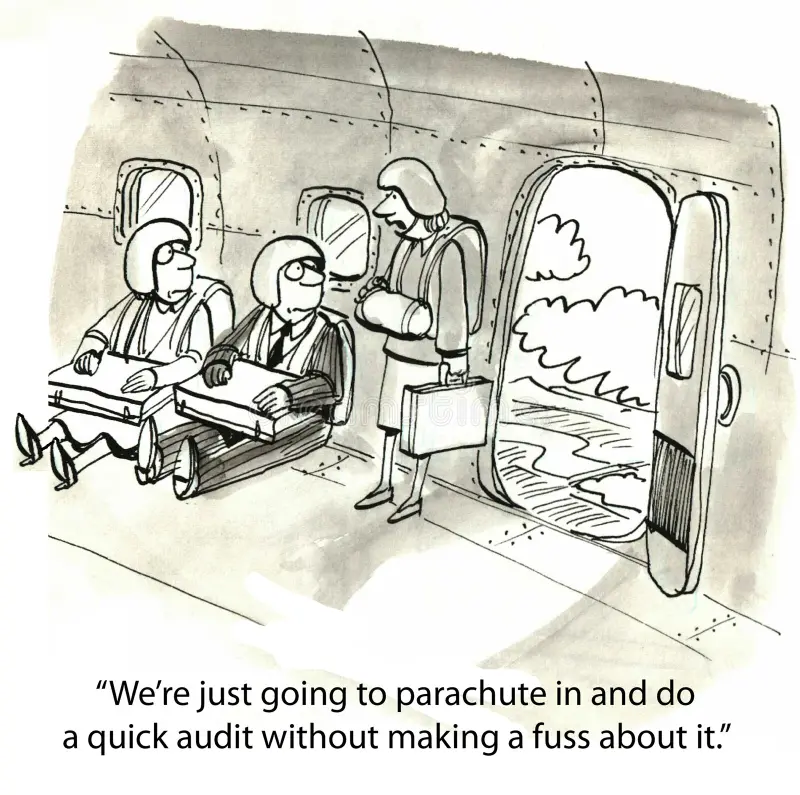 “We’re just going to parachute in and do
a quick audit without making a fuss about it.”